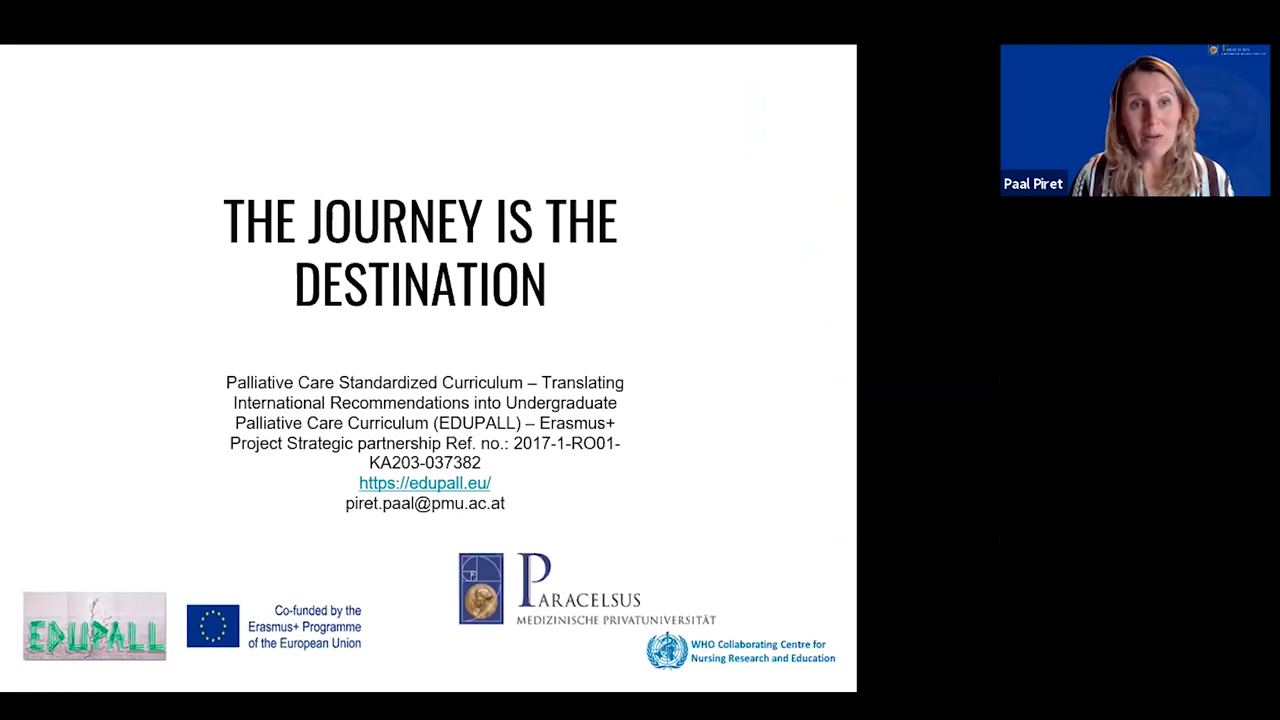 THE JOURNEY IS THE
DESTINATION
Palliative Care Standardized Curriculum – Translating
International Recommendations into Undergraduate
Palliative Care Curriculum (EDUPALL) – Erasmus+
Project Strategic partnership Ref. no.: 2017-1-RO01-
KA203-037382
https://edupall.eu/
piret.paal@pmu.ac.at
EDUPALL
Co-funded by the
Erasmus+ Programme
of the European Union
PARACELSUS
MEDIZINISCHE PRIVATUNIVERSITÄT
WHO Collaborating Centre for
Nursing Research and Education
PARACELSUS
Paal Piret